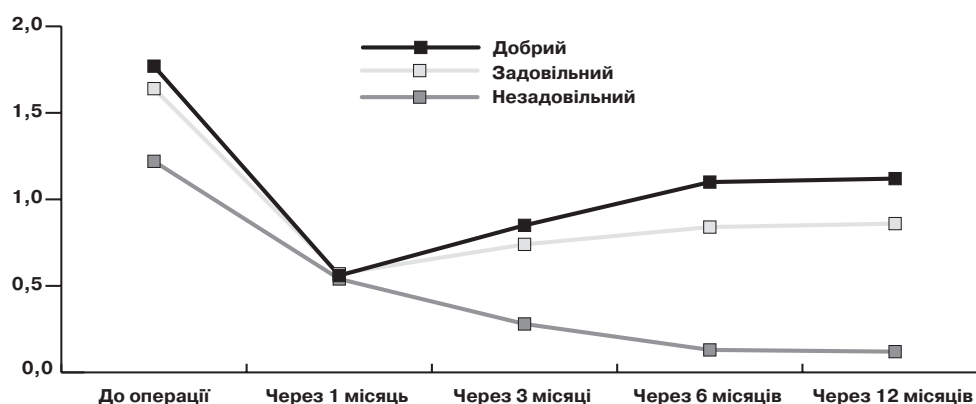 2,0
1,5
1,0
0,5
0,0
Добрий
Задовільний
Незадовільний
До операції Через 1 місяць Через 3 місяці Через 6 місяців Через 12 місяців